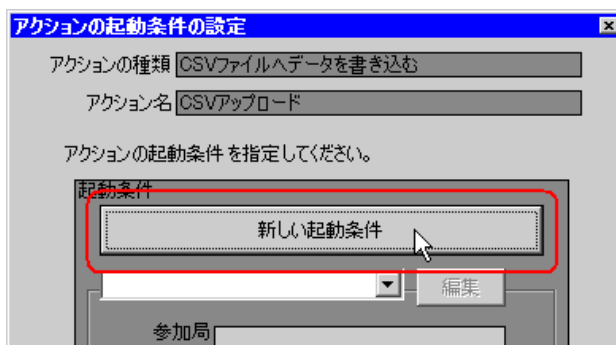 アクションの起動条件の設定
アクションの種類 CSVファイルへデータを書き込む
アクション名 CSVアップロード
アクションの起動条件を指定してください。
起動条件
新しい起動条件
編集
参加局